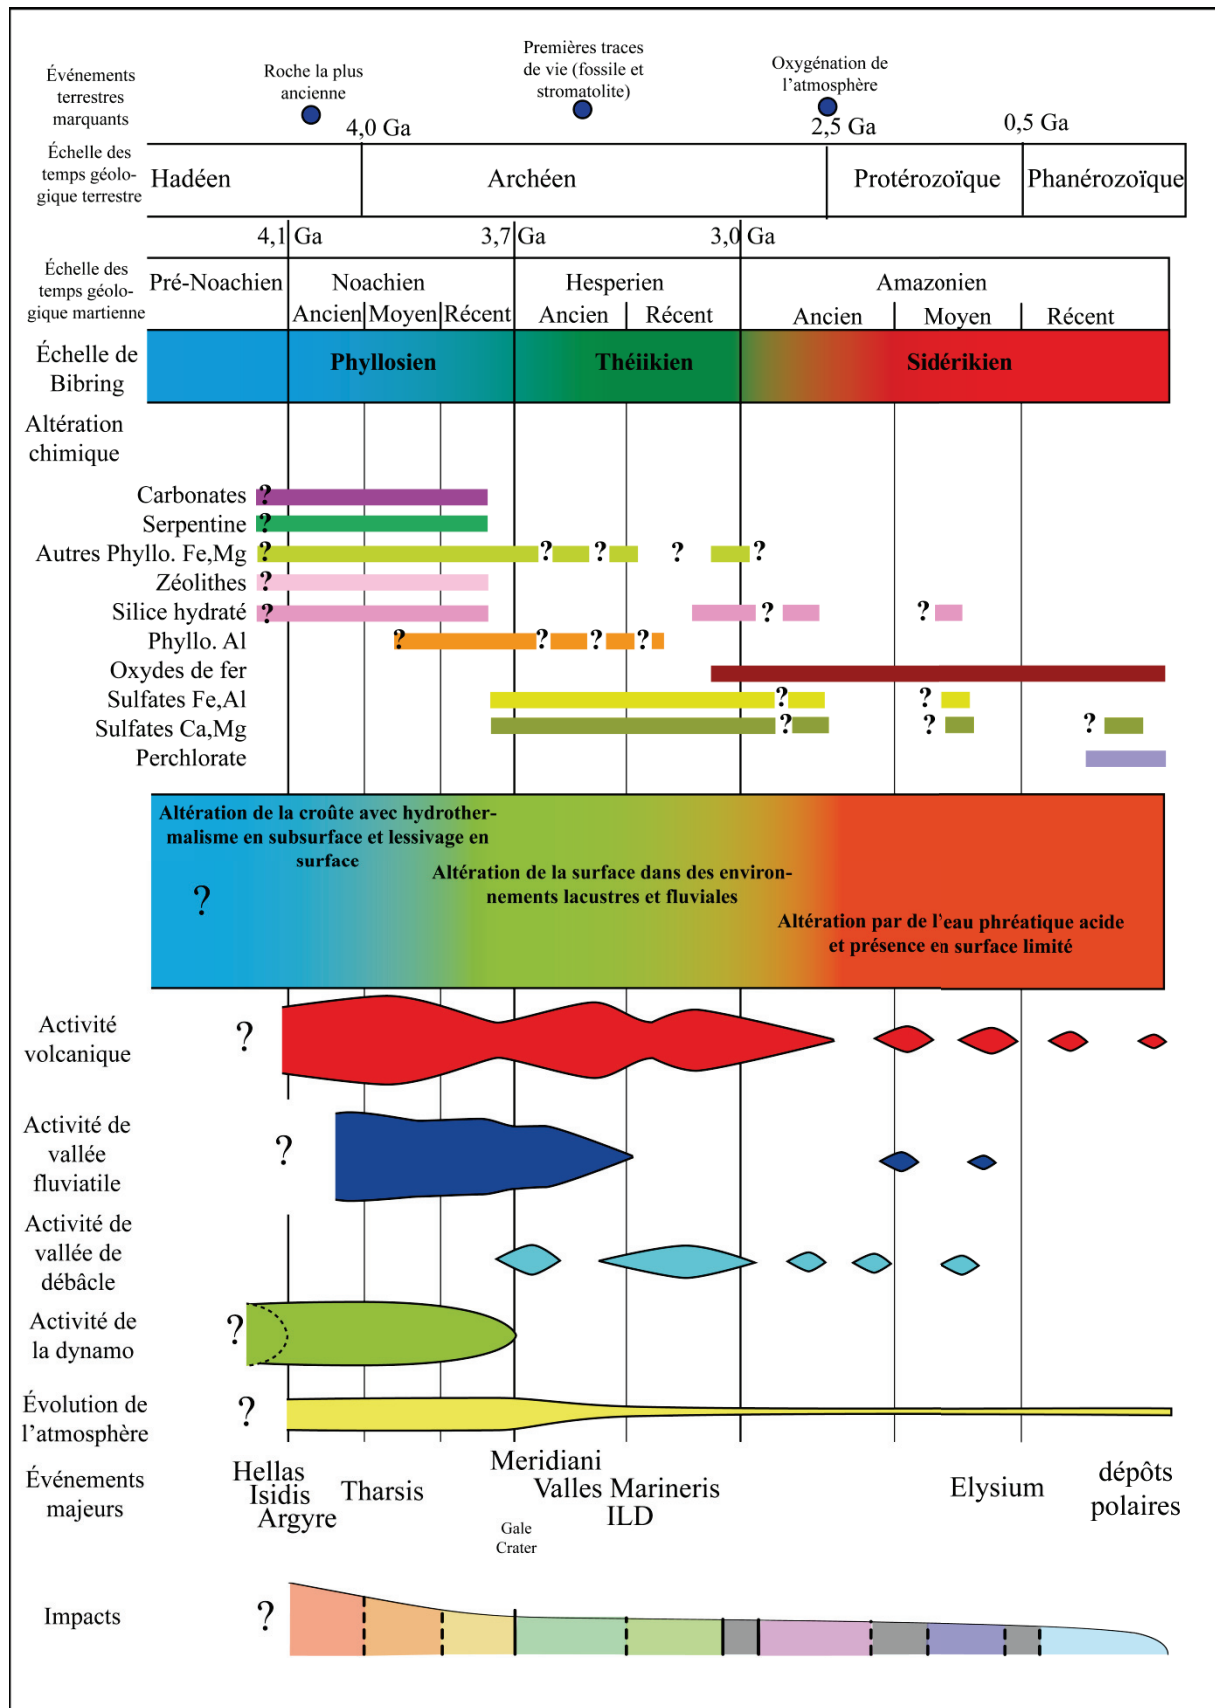 Événements
terrestres
marquants
Roche la plus
ancienne
Premières traces
de vie (fossile et
stromatolite)
Oxygénation de
l'atmosphère
4,0 Ga
2,5 Ga
0,5 Ga
Échelle des
temps géolo-
gique terrestre
Hadéen
Archéen
Protérozoïque
Phanérozoïque
4,1 Ga
3,7 Ga
3,0 Ga
Échelle des
temps géolo-
gique martienne
Pré-Noachien
Noachien
Hesperien
Amazonien
Ancien
Moyen
Récent
Ancien
Récent
Ancien
Moyen
Récent
Échelle de
Bibring
Phyllosien
Théiikien
Sidérikien
Altération
chimique
Carbonates
?
Serpentine
?
Autres Phyllo. Fe,Mg
? ? ? ? ?
Zéolithes
?
Silice hydraté
? ? ?
Phyllo. Al
? ? ? ?
Oxydes de fer
Sulfates Fe,Al
? ?
Sulfates Ca,Mg
? ? ?
Perchlorate
Altération de la croûte avec hydrother-
malisme en subsurface et lessivage en
surface
?
Altération de la surface dans des environ-
nements lacustres et fluviales
Altération par de l'eau phréatique acide
et présence en surface limité
Activité
volcanique
?
Activité de
vallée
fluviatile
?
Activité de
vallée de
débâcle
Activité de
la dynamo
?
Évolution de
l'atmosphère
?
Événements
majeurs
Hellas
Isidis
Argyre
Tharsis
Meridiani
Valles Marineris
ILD
Gale
Crater
Elysium
dépôts
polaires
Impacts
?